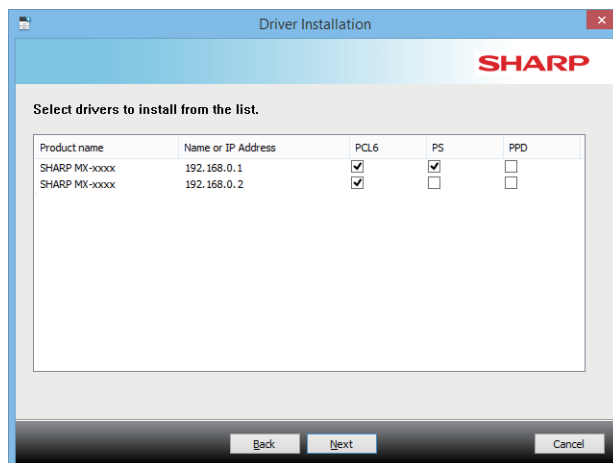 Driver Installation
SHARP
Select drivers to install from the list.
Product name Name or IP Address PCL6 PS PPD
SHARP MX-xxxx 192.168.0.1
SHARP MX-xxxx 192.168.0.2
Back Next Cancel